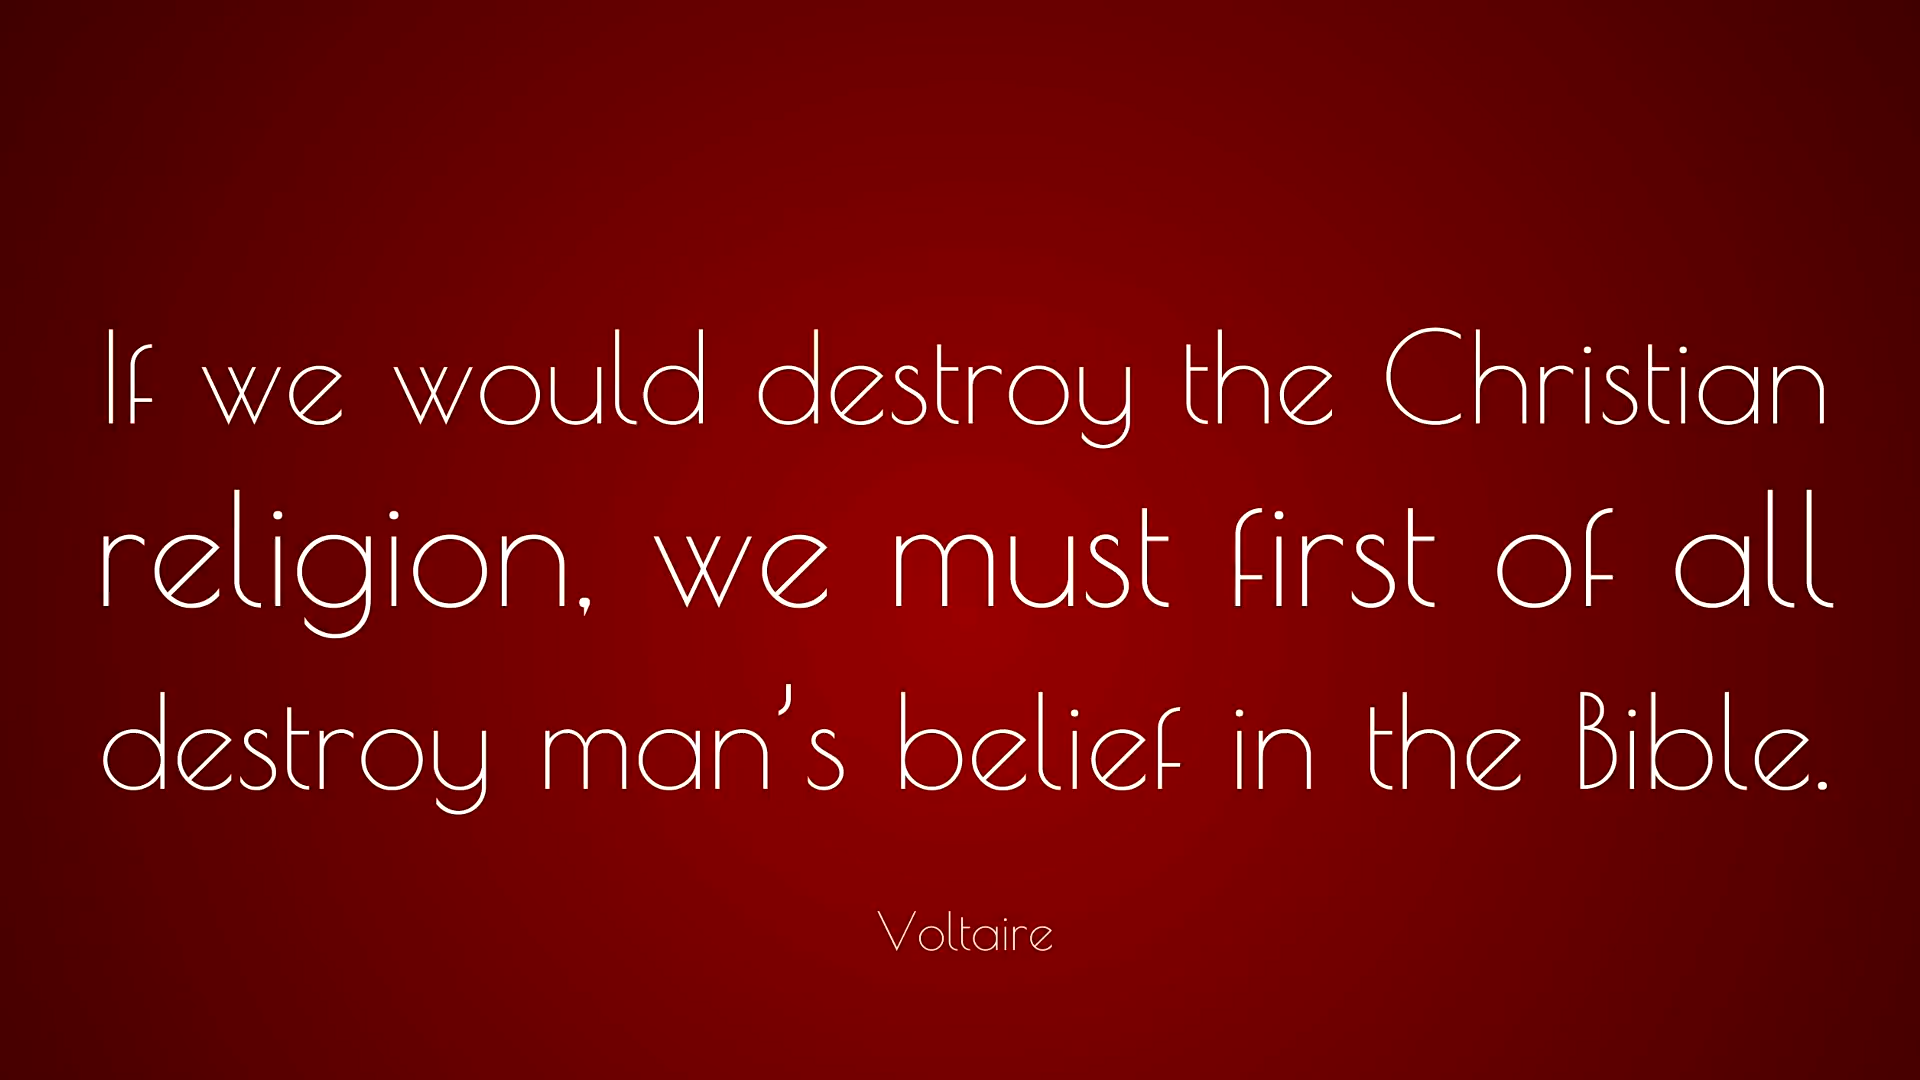 If we would destroy the Christian
religion, we must first of all
destroy man’s belief in the Bible.
Voltaire